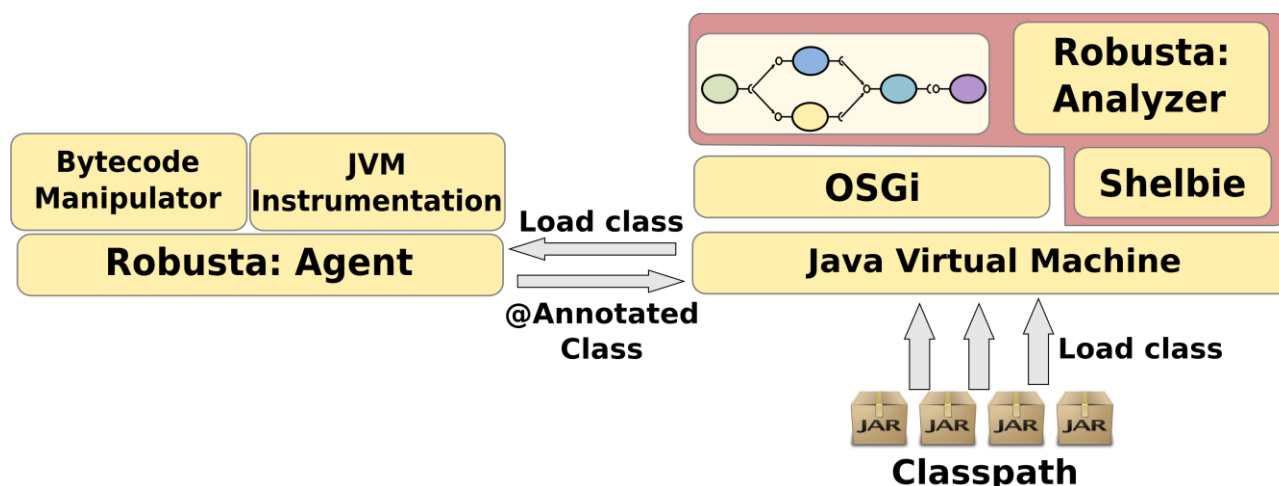 Robusta:
Analyzer
Bytecode
Manipulator
JVM
Instrumentation
OSGi
Shelbie
Load class
Robusta: Agent
Java Virtual Machine
@Annotated
Class
Load class
JAR
JAR
JAR
JAR
Classpath